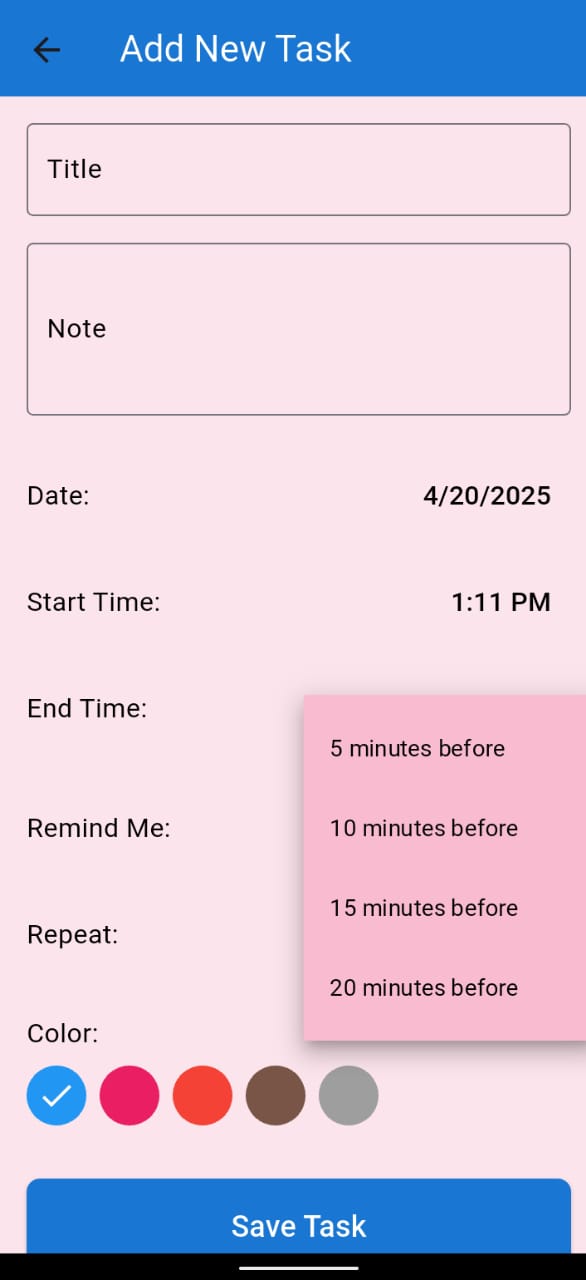 Add New Task
Title
Note
Date: 4/20/2025
Start Time: 1:11 PM
End Time:
5 minutes before
Remind Me: 10 minutes before
15 minutes before
Repeat:
20 minutes before
Color:
Save Task